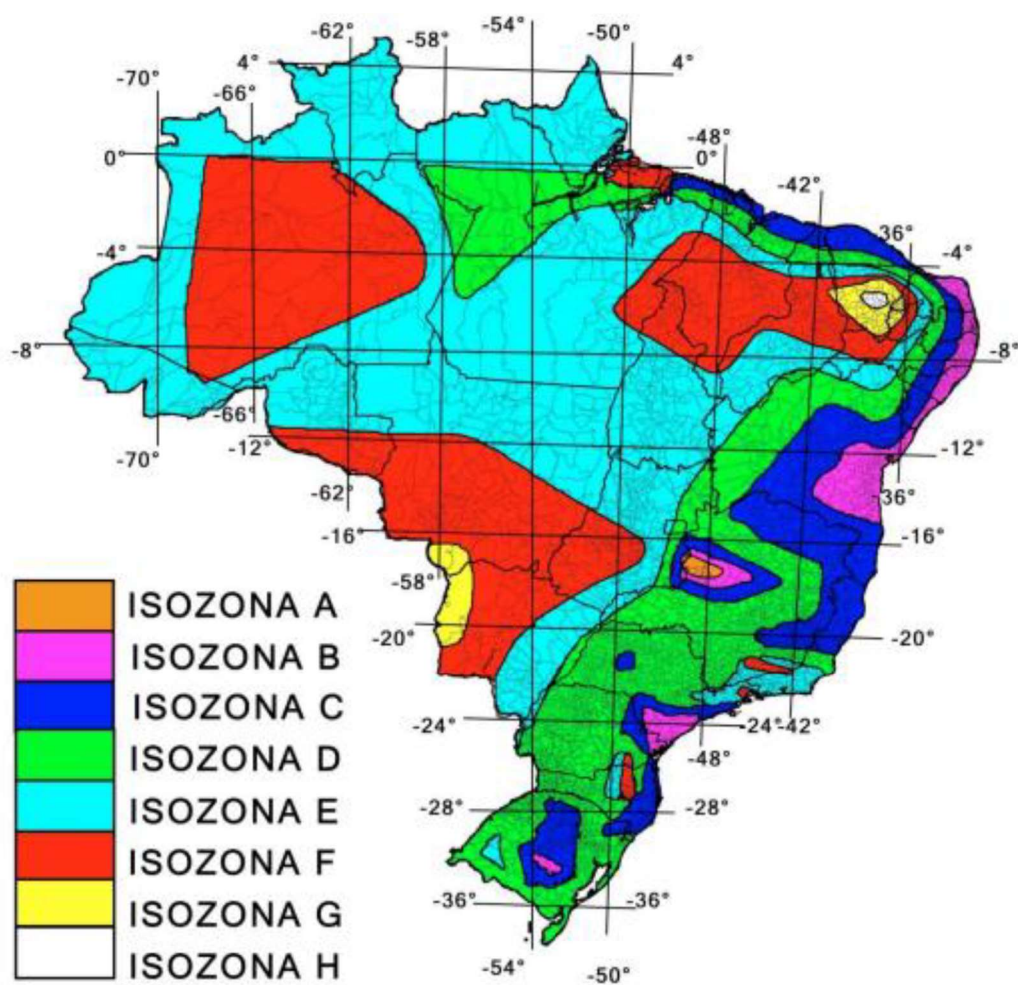 -54°
-62° -50°
-58°
4° 4°
-70°
-66°
-48°
0° 0°
-42°
36°
-4° -4°
-8° -8°
-66°
-12° -12°
-70°
-62° -36°
-16° -16°
-58°
ISOZONA A
-20° -20°
ISOZONA B
ISOZONA C
-24° -24° -42°
ISOZONA D
-48°
ISOZONA E
-28° -28°
ISOZONA F
-36° -36°
ISOZONA G
ISOZONA H
-54° -50°